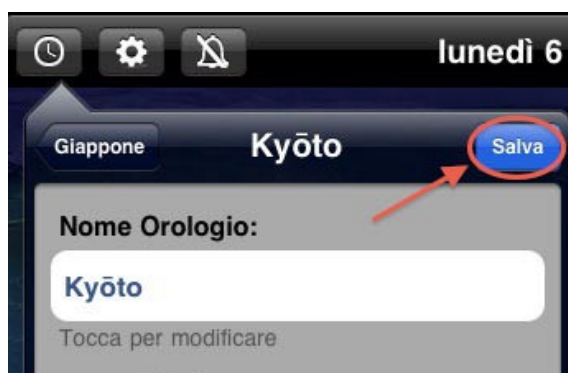 lunedì 6
Giappone Kyōto Salva
Nome Orologio:
Kyōto
Tocca per modificare